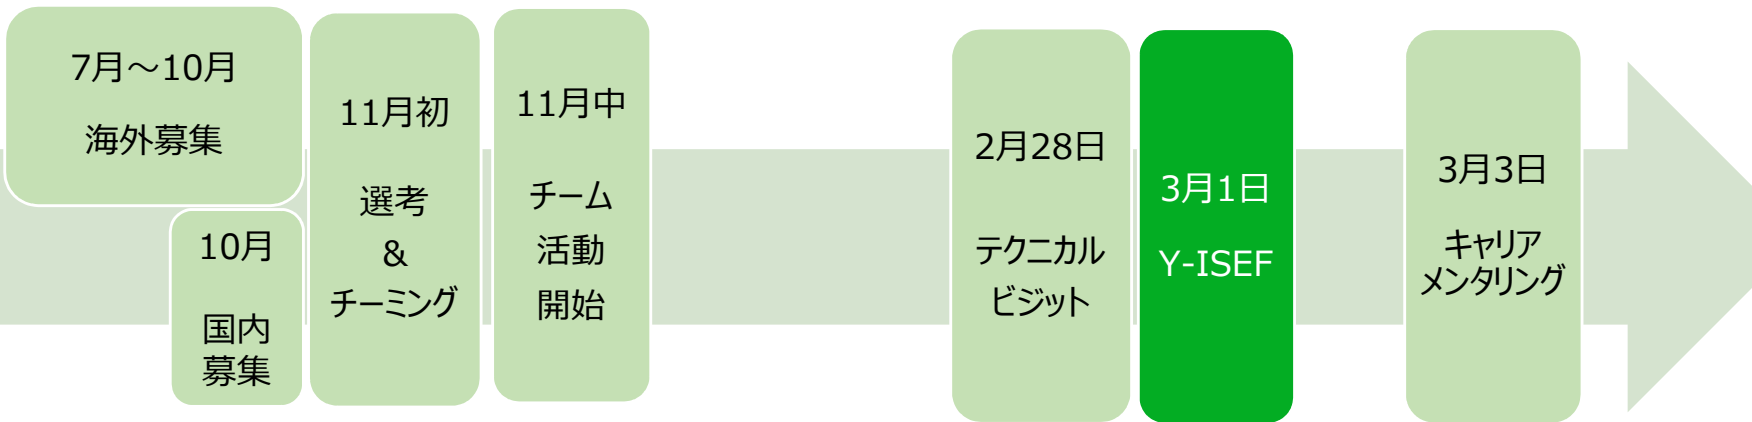 7月～10月
海外募集
10月
国内
募集
11月初
選考
&
チーミング
11月中
チーム
活動
開始
2月28日
テクニカル
ビジット
3月1日
Y-ISEF
3月3日
キャリア
メンタリング